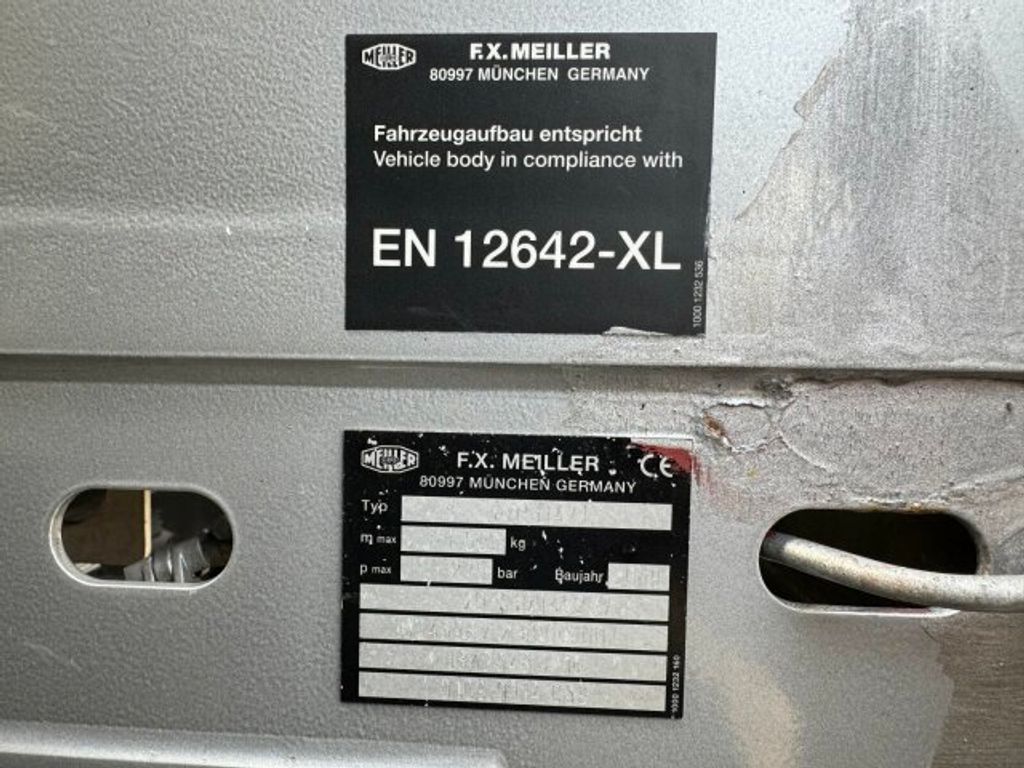 MEILLER
F.X. MEILLER
80997 MÜNCHEN GERMANY
Fahrzeugaufbau entspricht
Vehicle body in compliance with
EN 12642-XL
1000 1232 536
MEILLER
F.X. MEILLER CE
80997 MÜNCHEN GERMANY
Typ
m max kg
p max bar Baujahr
1000 1232 160